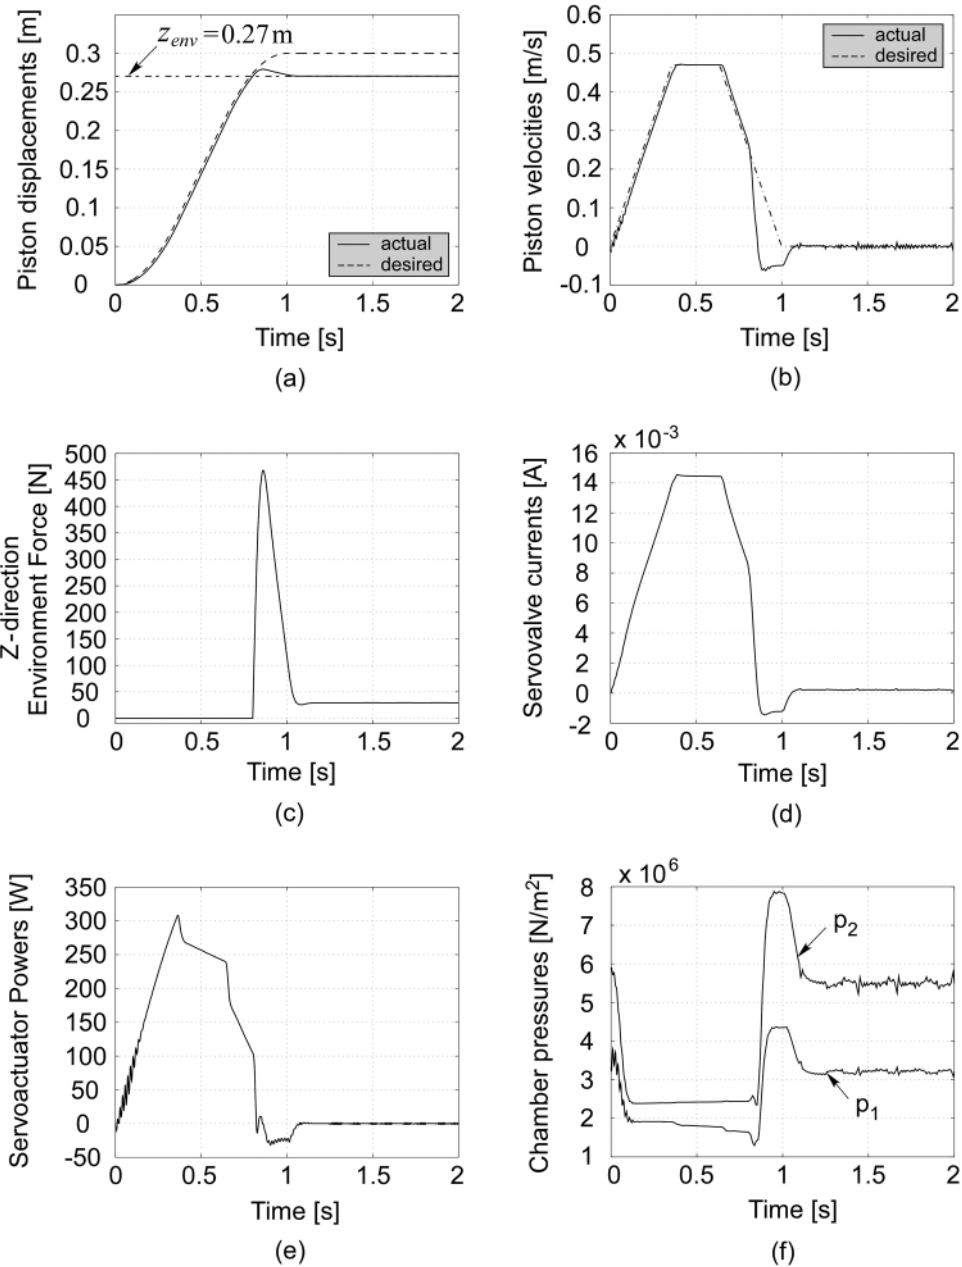 Piston displacements [m]
0.3
0.25
0.2
0.15
0.1
0.05
0
z_env = 0.27 m
actual
desired
0 0.5 1 1.5 2
Time [s]
(a)
Piston velocities [m/s]
0.6
0.5
0.4
0.3
0.2
0.1
0
-0.1
actual
desired
0 0.5 1 1.5 2
Time [s]
(b)
Z-direction
Environment Force [N]
500
450
400
350
300
250
200
150
100
50
0
0 0.5 1 1.5 2
Time [s]
(c)
x 10^-3
Servovalve currents [A]
16
14
12
10
8
6
4
2
0
-2
0 0.5 1 1.5 2
Time [s]
(d)
Servoactuator Powers [W]
350
300
250
200
150
100
50
0
-50
0 0.5 1 1.5 2
Time [s]
(e)
x 10^6
Chamber pressures [N/m²]
8
7
6
5
4
3
2
1
p₂
p₁
0 0.5 1 1.5 2
Time [s]
(f)